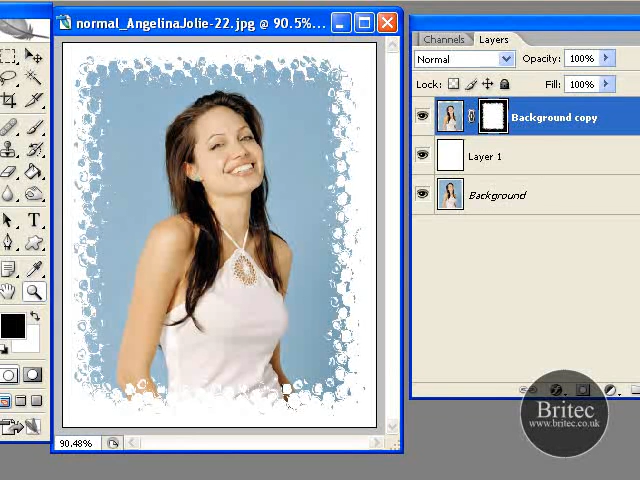 normal_AngelinaJolie-22.jpg @ 90.5%...
Channels
Layers
Normal
Opacity: 100%
Lock:
Fill: 100%
Background copy
Layer 1
Background
T
90.48%
Britec
www.britec.co.uk